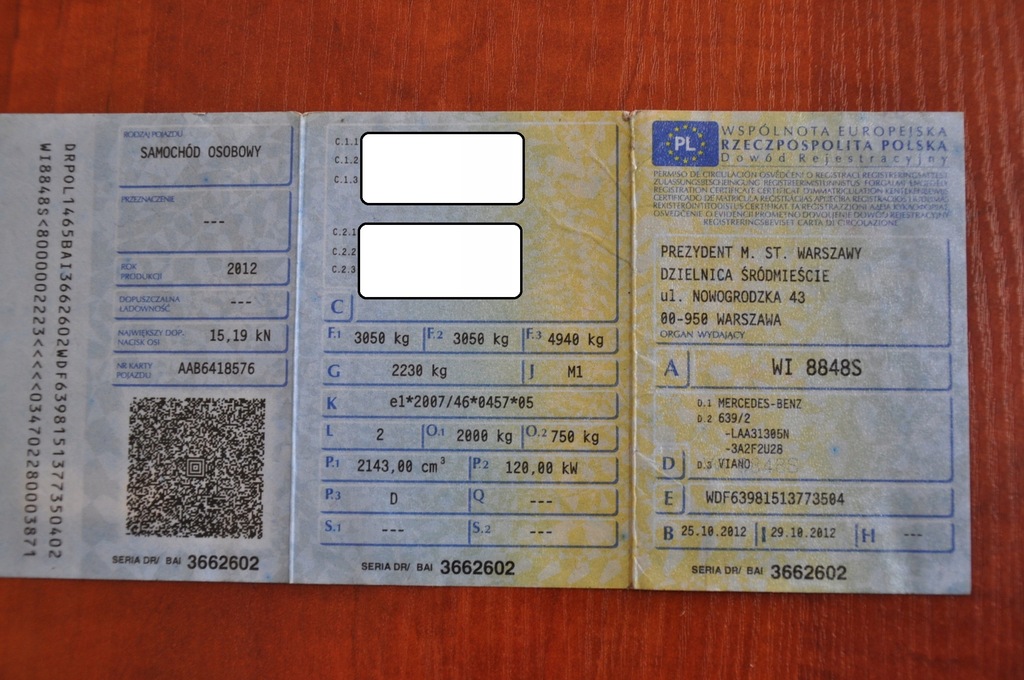 DRPOL1465BAI3662602WDF6398151377350402
WI8848S<8000002223<<<<<0347022800038​71
RODZAJ POJAZDU
SAMOCHÓD OSOBOWY
PRZEZNACZENIE
---
ROK PRODUKCJI
2012
DOPUSZCZALNA ŁADOWNOŚĆ
---
NAJWIĘKSZY DOP. NACISK OSI
15,19 kN
NR KARTY POJAZDU
AAB6418576
SERIA DR/ BAI 3662602
C.1.1
C.1.2
C.1.3
C.2.1
C.2.2
C.2.3
C
F.1 3050 kg F.2 3050 kg F.3 4940 kg
G 2230 kg J M1
K e1*2007/46*0457*05
L 2 O.1 2000 kg O.2 750 kg
P.1 2143,00 cm³ P.2 120,00 kW
P.3 D Q ---
S.1 --- S.2 ---
SERIA DR/ BAI 3662602
PL
WSPÓLNOTA EUROPEJSKA
RZECZPOSPOLITA POLSKA
Dowód Rejestracyjny
PREZYDENT M. ST. WARSZAWY
DZIELNICA ŚRÓDMIEŚCIE
ul. NOWOGRODZKA 43
00-950 WARSZAWA
ORGAN WYDAJĄCY
A WI 8848S
D.1 MERCEDES-BENZ
D.2 639/2
-LAA31305N
-3A2F2U28
D D.3 VIANO
E WDF63981513773504
B 25.10.2012 I 29.10.2012 H ---
SERIA DR/ BAI 3662602